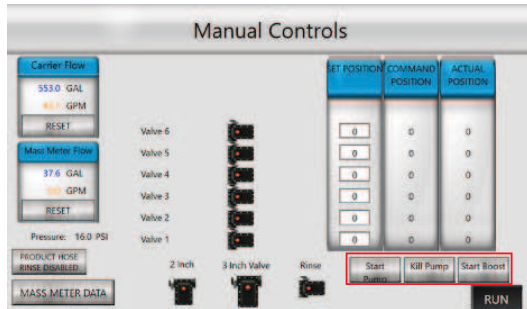 Manual Controls
Carrier Flow
553.0 GAL
GPM
RESET
Mass Meter Flow
37.6 GAL
GPM
RESET
Pressure: 16.0 PSI
PRODUCT HOSE
RINSE DISABLED
MASS METER DATA
Valve 6
Valve 5
Valve 4
Valve 3
Valve 2
Valve 1
2 Inch
3 Inch Valve
Rinse
SET POSITION
COMMAND
POSITION
ACTUAL
POSITION
0 0 0
0 0 0
0 0 0
0 0 0
0 0 0
0 0 0
Start
Pump
Kill Pump
Start Boost
RUN